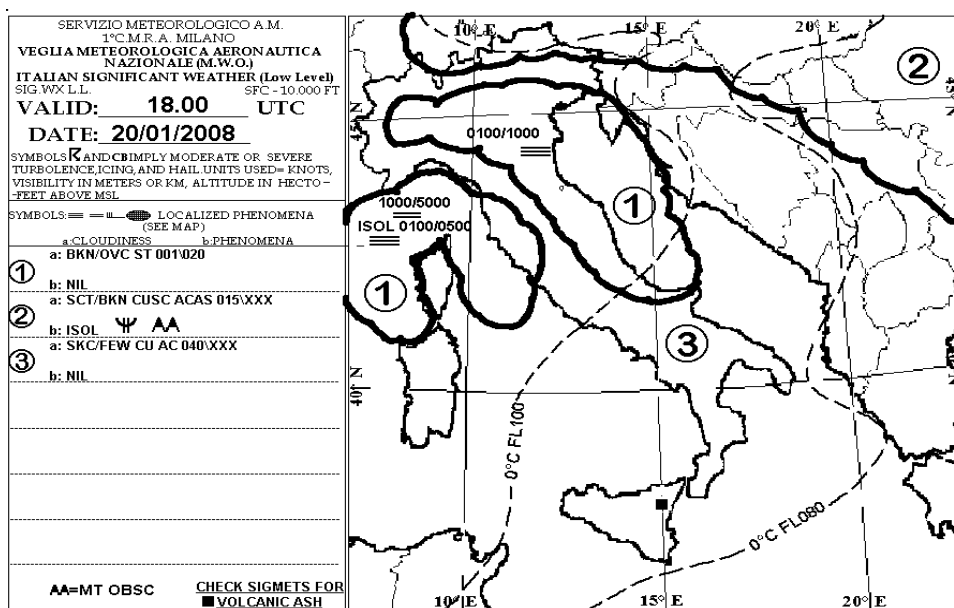 SERVIZIO METEOROLOGICO A.M.
1°C.M.R.A. MILANO
VEGLIA METEOROLOGICA AERONAUTICA
NAZIONALE (M.W.O.)
ITALIAN SIGNIFICANT WEATHER (Low Level)
SIG.WX L.L. SFC - 10.000 FT
VALID: 18.00 UTC
DATE: 20/01/2008
SYMBOLS AND CB IMPLY MODERATE OR SEVERE
TURBOLENCE,ICING,AND HAIL.UNITS USED= KNOTS,
VISIBILITY IN METERS OR KM, ALTITUDE IN HECTO-
-FEET ABOVE MSL
SYMBOLS: LOCALIZED PHENOMENA
(SEE MAP)
a:CLOUDINESS b:PHENOMENA
1 a: BKN/OVC ST 001\020
b: NIL
2 a: SCT/BKN CUSC ACAS 015\XXX
b: ISOL AA
3 a: SKC/FEW CU AC 040\XXX
b: NIL
AA=MT OBSC
CHECK SIGMETS FOR
VOLCANIC ASH
10° E 15° E 20° E
2
45 N
45 N
0100/1000
1000/5000
ISOL 0100/0500
1
1
3
40° N
0°C FL100
0°C FL080
10° E 15° E 20° E